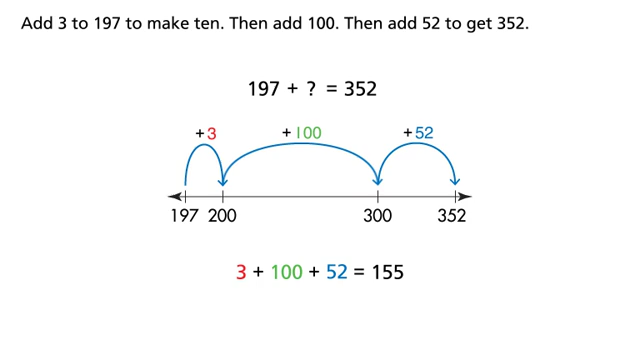 Add 3 to 197 to make ten. Then add 100. Then add 52 to get 352.
197 + ? = 352
+3 +100 +52
197 200 300 352
3 + 100 + 52 = 155